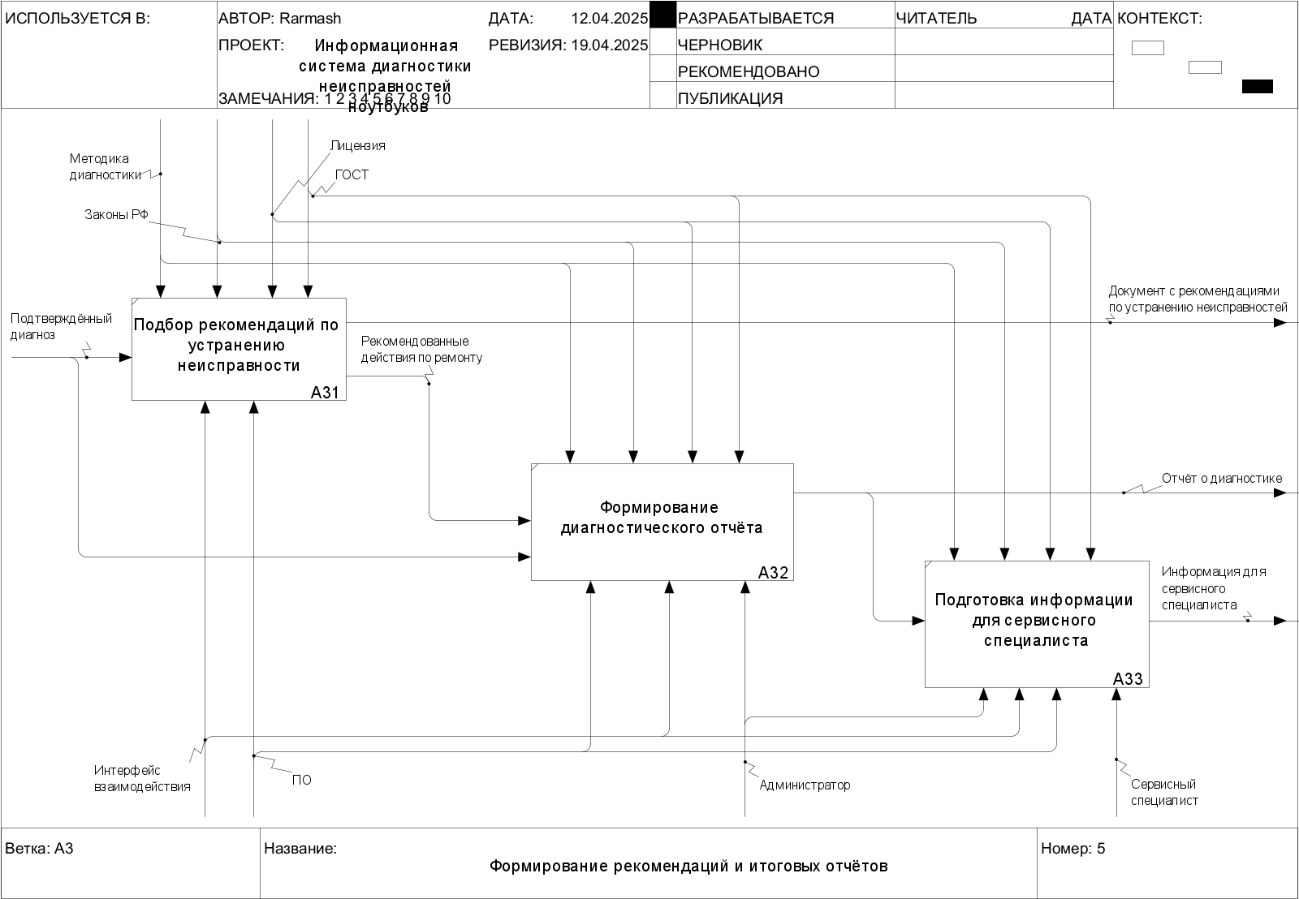 ИСПОЛЬЗУЕТСЯ В:
АВТОР: Rarmash
ДАТА: 12.04.2025
РАЗРАБАТЫВАЕТСЯ
ЧИТАТЕЛЬ
ДАТА
КОНТЕКСТ:
ПРОЕКТ:
Информационная
система диагностики
неисправностей
ноутбуков
РЕВИЗИЯ: 19.04.2025
ЧЕРНОВИК
РЕКОМЕНДОВАНО
ЗАМЕЧАНИЯ: 1 2 3 4 5 6 7 8 9 10
ПУБЛИКАЦИЯ
Лицензия
ГОСТ
Методика
диагностики
Законы РФ
Документ с рекомендациями
по устранению неисправностей
Подтверждённый
диагноз
Подбор рекомендаций по
устранению
неисправности
A31
Рекомендованные
действия по ремонту
Отчёт о диагностике
Формирование
диагностического отчёта
A32
Информация для
сервисного
специалиста
Подготовка информации
для сервисного
специалиста
A33
Интерфейс
взаимодействия
ПО
Администратор
Сервисный
специалист
Ветка: A3
Название:
Формирование рекомендаций и итоговых отчётов
Номер: 5